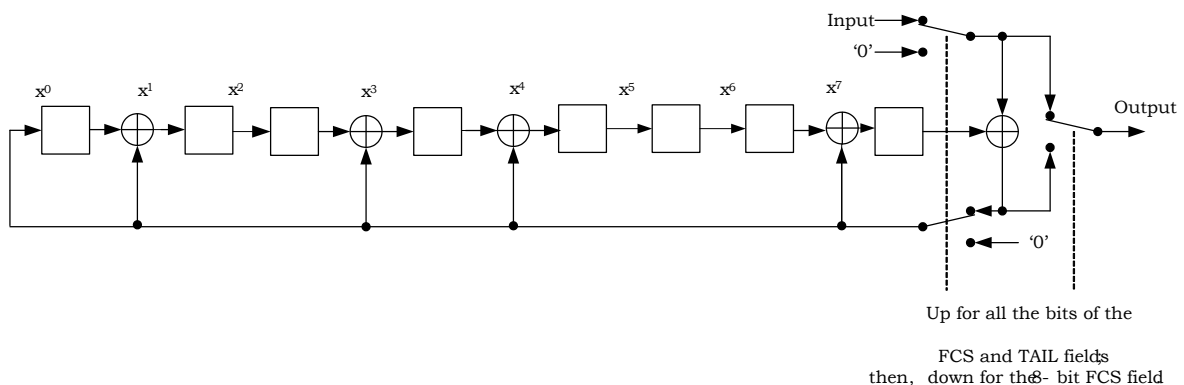 Input
‘0’
x0 x1 x2 x3 x4 x5 x6 x7
Output
‘0’
Up for all the bits of the
FCS and TAIL fields;
then, down for the 8- bit FCS field